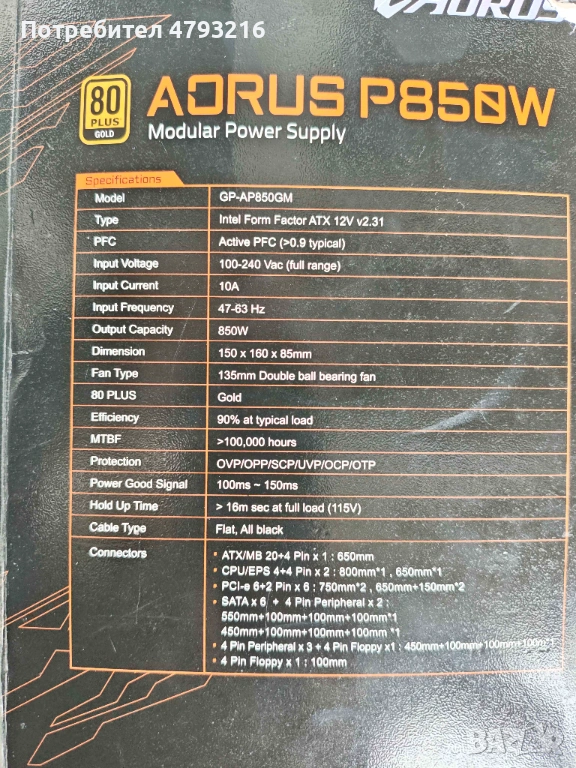 Потребител 4793216
AORUS
80
PLUS
GOLD
AORUS P850W
Modular Power Supply
Specifications
Model GP-AP850GM
Type Intel Form Factor ATX 12V v2.31
PFC Active PFC (>0.9 typical)
Input Voltage 100-240 Vac (full range)
Input Current 10A
Input Frequency 47-63 Hz
Output Capacity 850W
Dimension 150 x 160 x 85mm
Fan Type 135mm Double ball bearing fan
80 PLUS Gold
Efficiency 90% at typical load
MTBF >100,000 hours
Protection OVP/OPP/SCP/UVP/OCP/OTP
Power Good Signal 100ms ~ 150ms
Hold Up Time > 16m sec at full load (115V)
Cable Type Flat, All black
Connectors • ATX/MB 20+4 Pin x 1 : 650mm
• CPU/EPS 4+4 Pin x 2 : 800mm*1 , 650mm*1
• PCI-e 6+2 Pin x 6 : 750mm*2 , 650mm+150mm*2
• SATA x 6 + 4 Pin Peripheral x 2 :
550mm+100mm+100mm+100mm*1
450mm+100mm+100mm+100mm *1
• 4 Pin Peripheral x 3 + 4 Pin Floppy x1 : 450mm+100mm+100mm+100m*1
• 4 Pin Floppy x 1 : 100mm
BAZAR